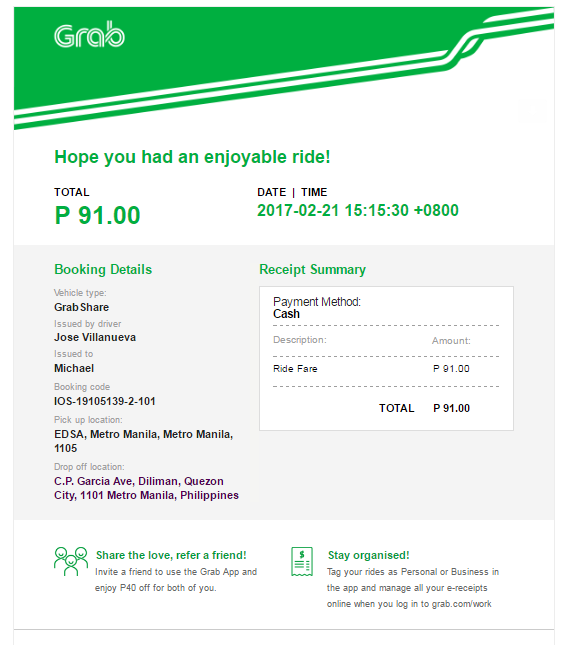 Grab
Hope you had an enjoyable ride!
TOTAL
P 91.00
DATE | TIME
2017-02-21 15:15:30 +0800
Booking Details
Vehicle type:
GrabShare
Issued by driver
Jose Villanueva
Issued to
Michael
Booking code
IOS-19105139-2-101
Pick up location:
EDSA, Metro Manila, Metro Manila,
1105
Drop off location:
C.P. Garcia Ave, Diliman, Quezon
City, 1101 Metro Manila, Philippines
Receipt Summary
Payment Method:
Cash
Description: Amount:
Ride Fare P 91.00
TOTAL P 91.00
Share the love, refer a friend!
Invite a friend to use the Grab App and
enjoy P40 off for both of you.
$
Stay organised!
Tag your rides as Personal or Business in
the app and manage all your e-receipts
online when you log in to grab.com/work